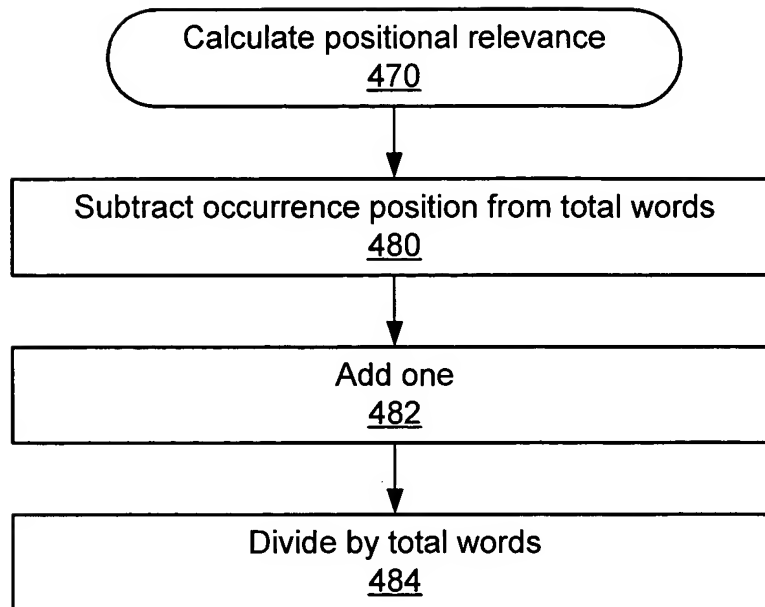 Calculate positional relevance
470
Subtract occurrence position from total words
480
Add one
482
Divide by total words
484